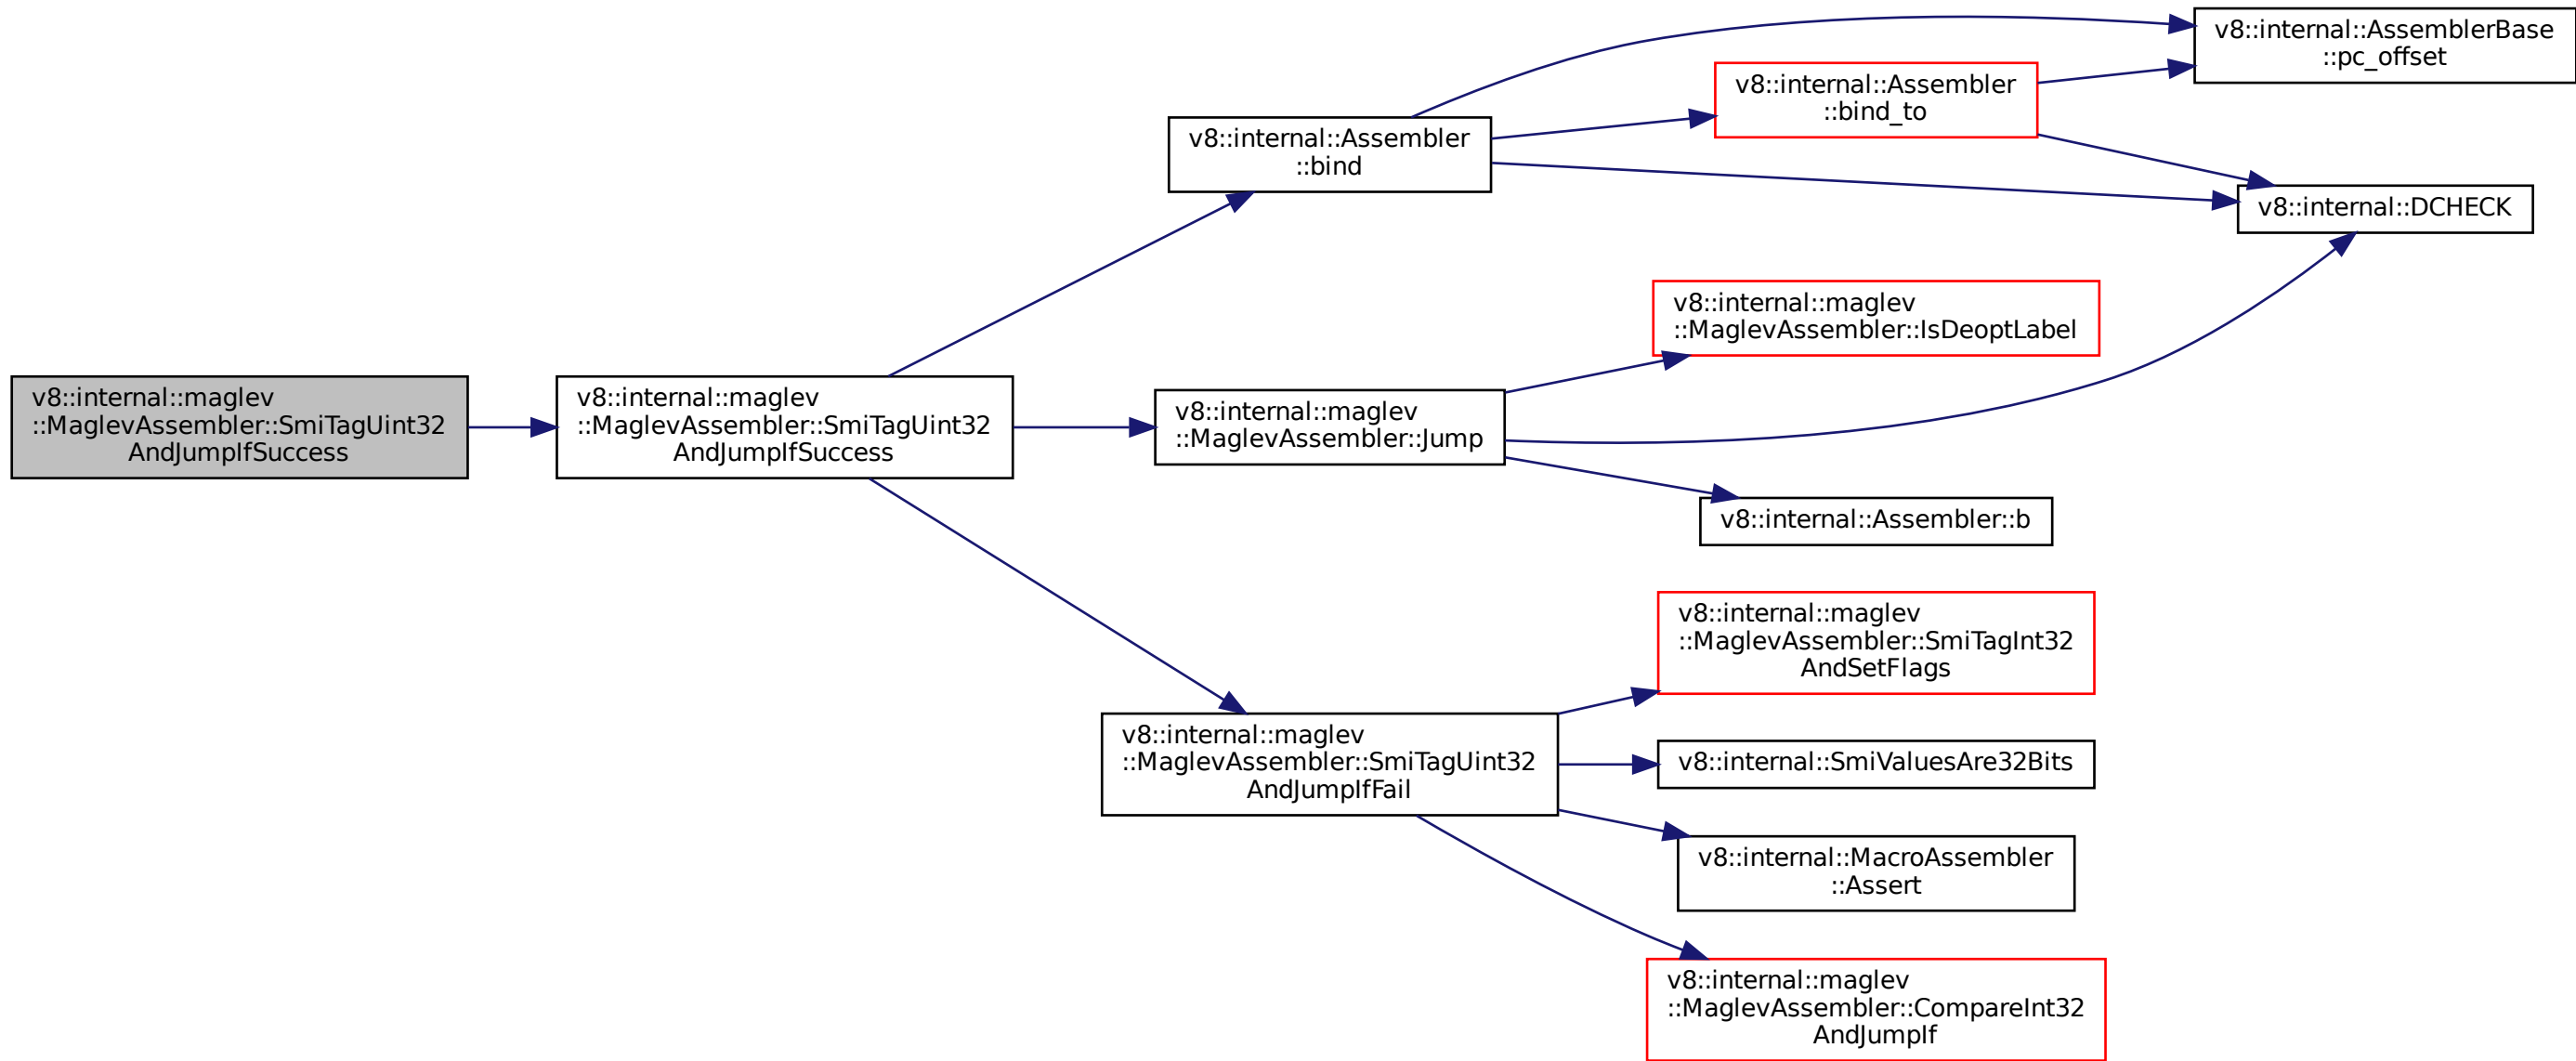 v8::internal::maglev
::MaglevAssembler::SmiTagUint32
AndJumpIfSuccess
v8::internal::maglev
::MaglevAssembler::SmiTagUint32
AndJumpIfSuccess
v8::internal::Assembler
::bind
v8::internal::AssemblerBase
::pc_offset
v8::internal::Assembler
::bind_to
v8::internal::DCHECK
v8::internal::maglev
::MaglevAssembler::Jump
v8::internal::maglev
::MaglevAssembler::IsDeoptLabel
v8::internal::Assembler::b
v8::internal::maglev
::MaglevAssembler::SmiTagUint32
AndJumpIfFail
v8::internal::maglev
::MaglevAssembler::SmiTagInt32
AndSetFlags
v8::internal::SmiValuesAre32Bits
v8::internal::MacroAssembler
::Assert
v8::internal::maglev
::MaglevAssembler::CompareInt32
AndJumpIf